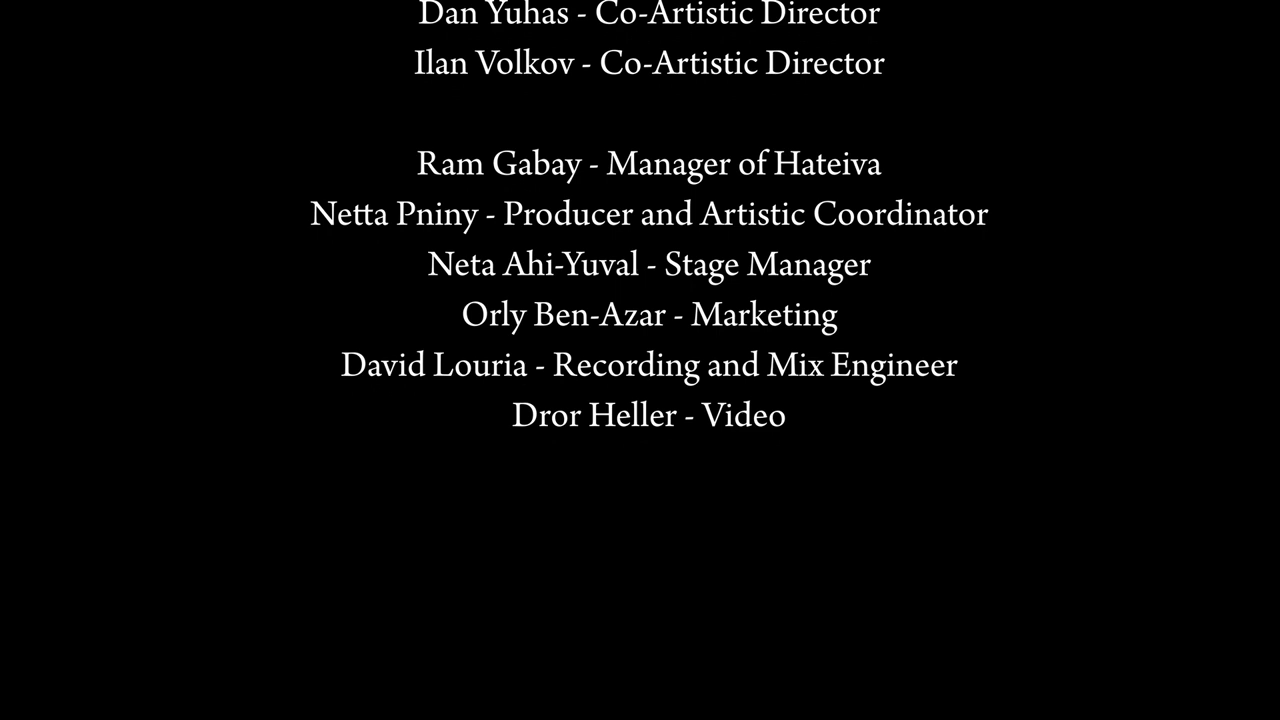 Dan Yuhas - Co-Artistic Director
Ilan Volkov - Co-Artistic Director
Ram Gabay - Manager of Hateiva
Netta Pniny - Producer and Artistic Coordinator
Neta Ahi-Yuval - Stage Manager
Orly Ben-Azar - Marketing
David Louria - Recording and Mix Engineer
Dror Heller - Video